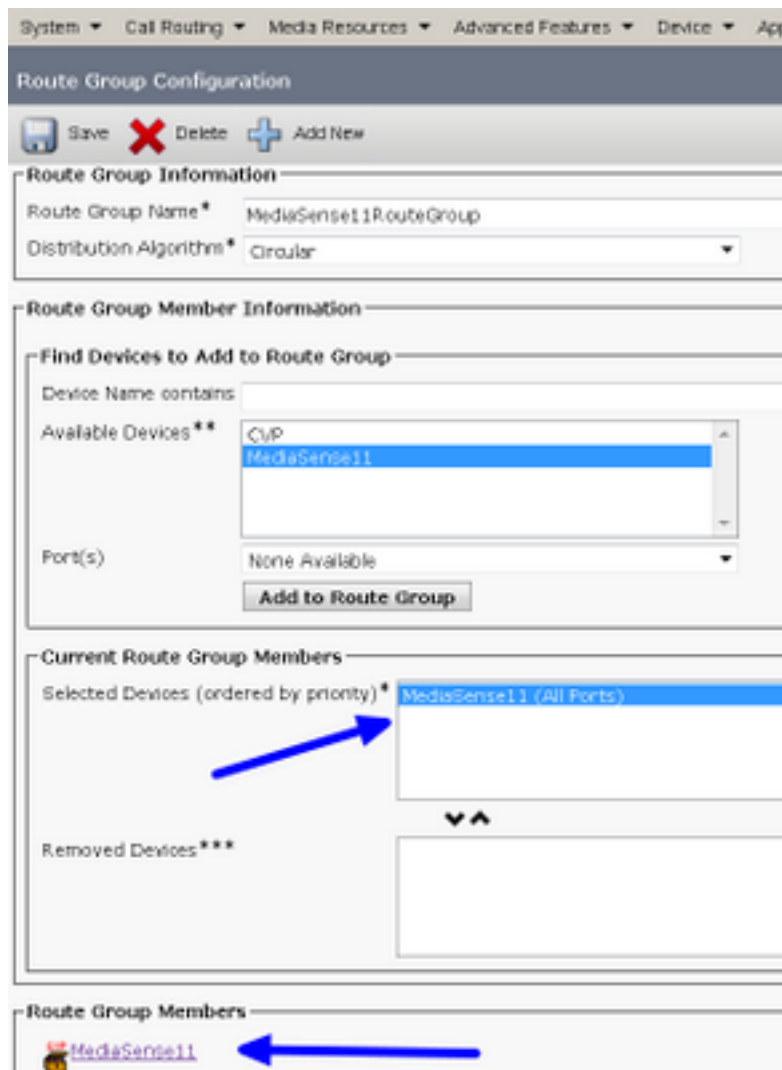 System Call Routing Media Resources Advanced Features Device App
Route Group Configuration
Save Delete Add New
Route Group Information
Route Group Name* MediaSense11RouteGroup
Distribution Algorithm* Circular
Route Group Member Information
Find Devices to Add to Route Group
Device Name contains
Available Devices** CVP
MediaSense11
Port(s) None Available
Add to Route Group
Current Route Group Members
Selected Devices (ordered by priority)* MediaSense11 (All Ports)
Removed Devices***
Route Group Members
MediaSense11